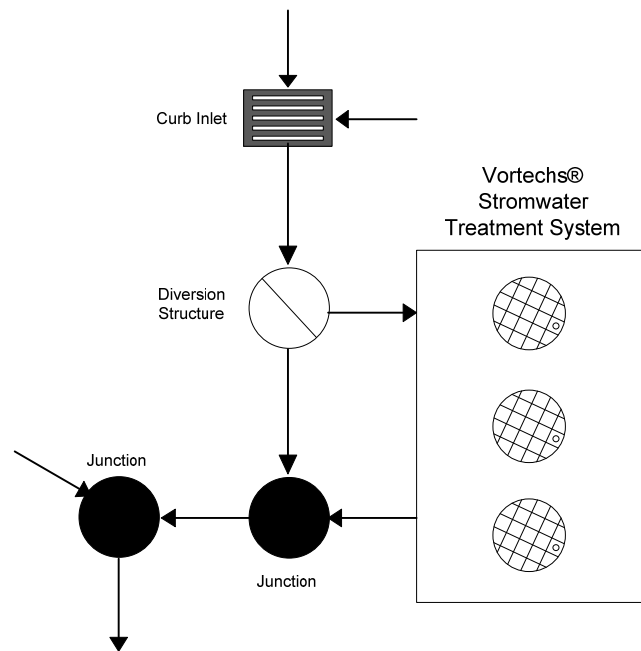 Curb Inlet
Vortechs®
Stromwater
Treatment System
Diversion
Structure
Junction
Junction